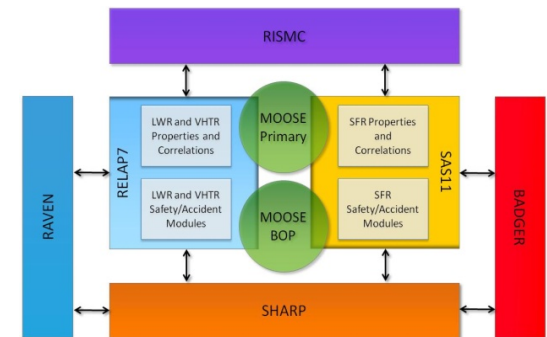 RISMC
RAVEN
RELAP7
LWR and VHTR
Properties and
Correlations
LWR and VHTR
Safety/Accident
Modules
MOOSE
Primary
MOOSE
BOP
SFR Properties
and
Correlations
SFR
Safety/Accident
Modules
SAS11
BADGER
SHARP